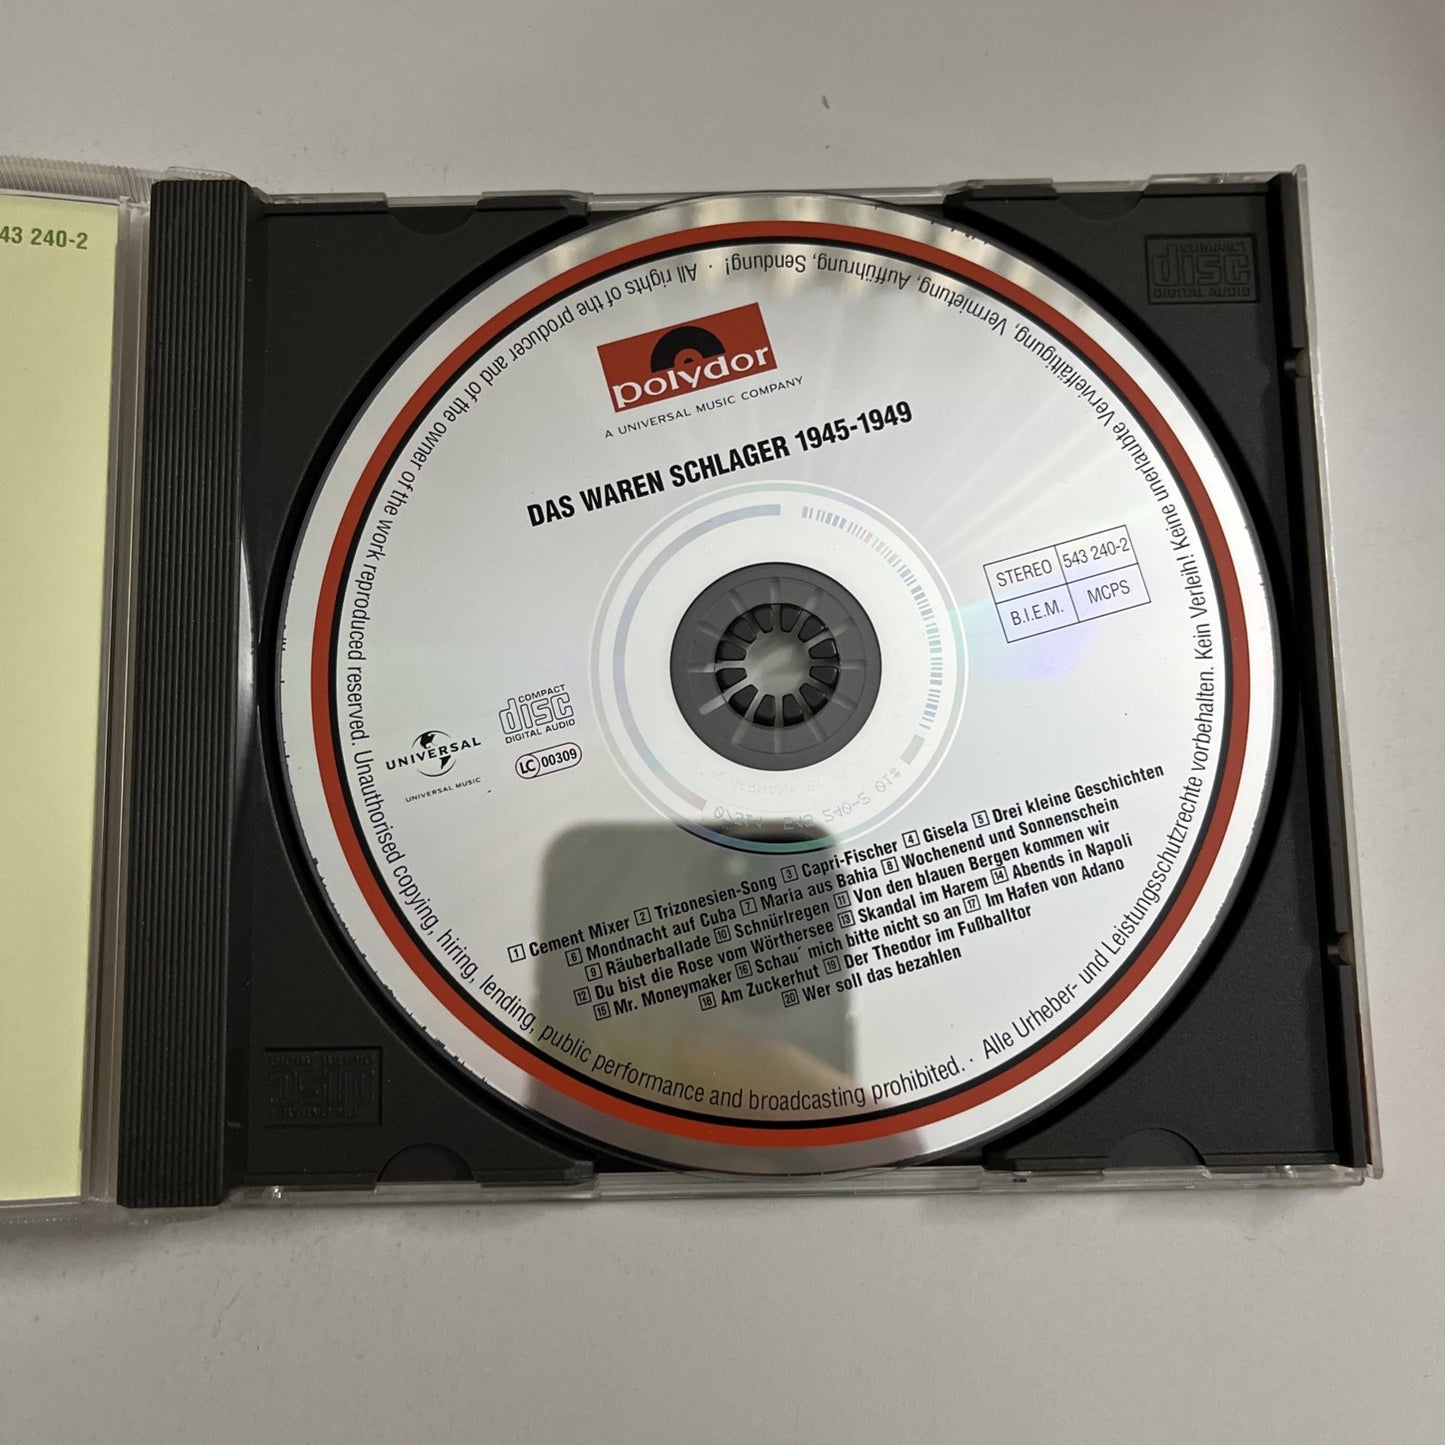 43 240-2
COMPACT
disc
DIGITAL AUDIO
polydor
A UNIVERSAL MUSIC COMPANY
DAS WAREN SCHLAGER 1945-1949
STEREO 543 240-2
B.I.E.M. MCPS
COMPACT
disc
DIGITAL AUDIO
LC 00309
UNIVERSAL
UNIVERSAL MUSIC
1 Cement Mixer 2 Trizonesien-Song 3 Capri-Fischer 4 Gisela 5 Drei kleine Geschichten
6 Mondnacht auf Cuba 7 Maria aus Bahia 8 Wochenend und Sonnenschein
9 Räuberballade 10 Schnürlregen 11 Von den blauen Bergen kommen wir
12 Du bist die Rose vom Wörthersee 13 Skandal im Harem 14 Abends in Napoli
15 Mr. Moneymaker 16 Schau´ mich bitte nicht so an 17 Im Hafen von Adano
18 Am Zuckerhut 19 Der Theodor im Fußballtor
20 Wer soll das bezahlen
All rights of the producer and of the owner of the work reproduced reserved. Unauthorised copying, hiring, lending, public performance and broadcasting prohibited. · Alle Urheber- und Leistungsschutzrechte vorbehalten. Kein Verleih! Keine unerlaubte Vervielfältigung, Vermietung, Aufführung, Sendung! ·